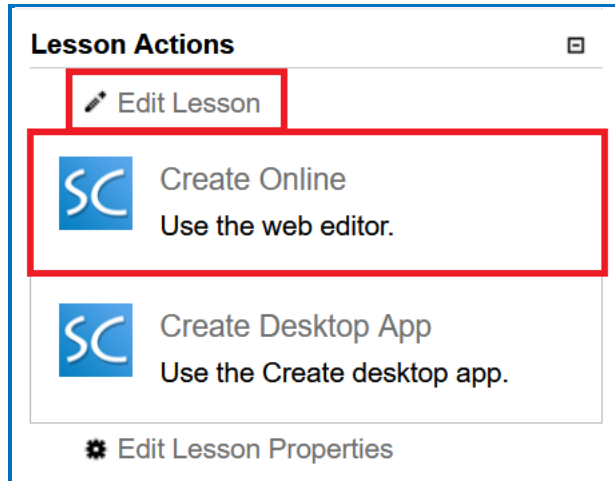 Lesson Actions
Edit Lesson
SC
Create Online
Use the web editor.
SC
Create Desktop App
Use the Create desktop app.
Edit Lesson Properties